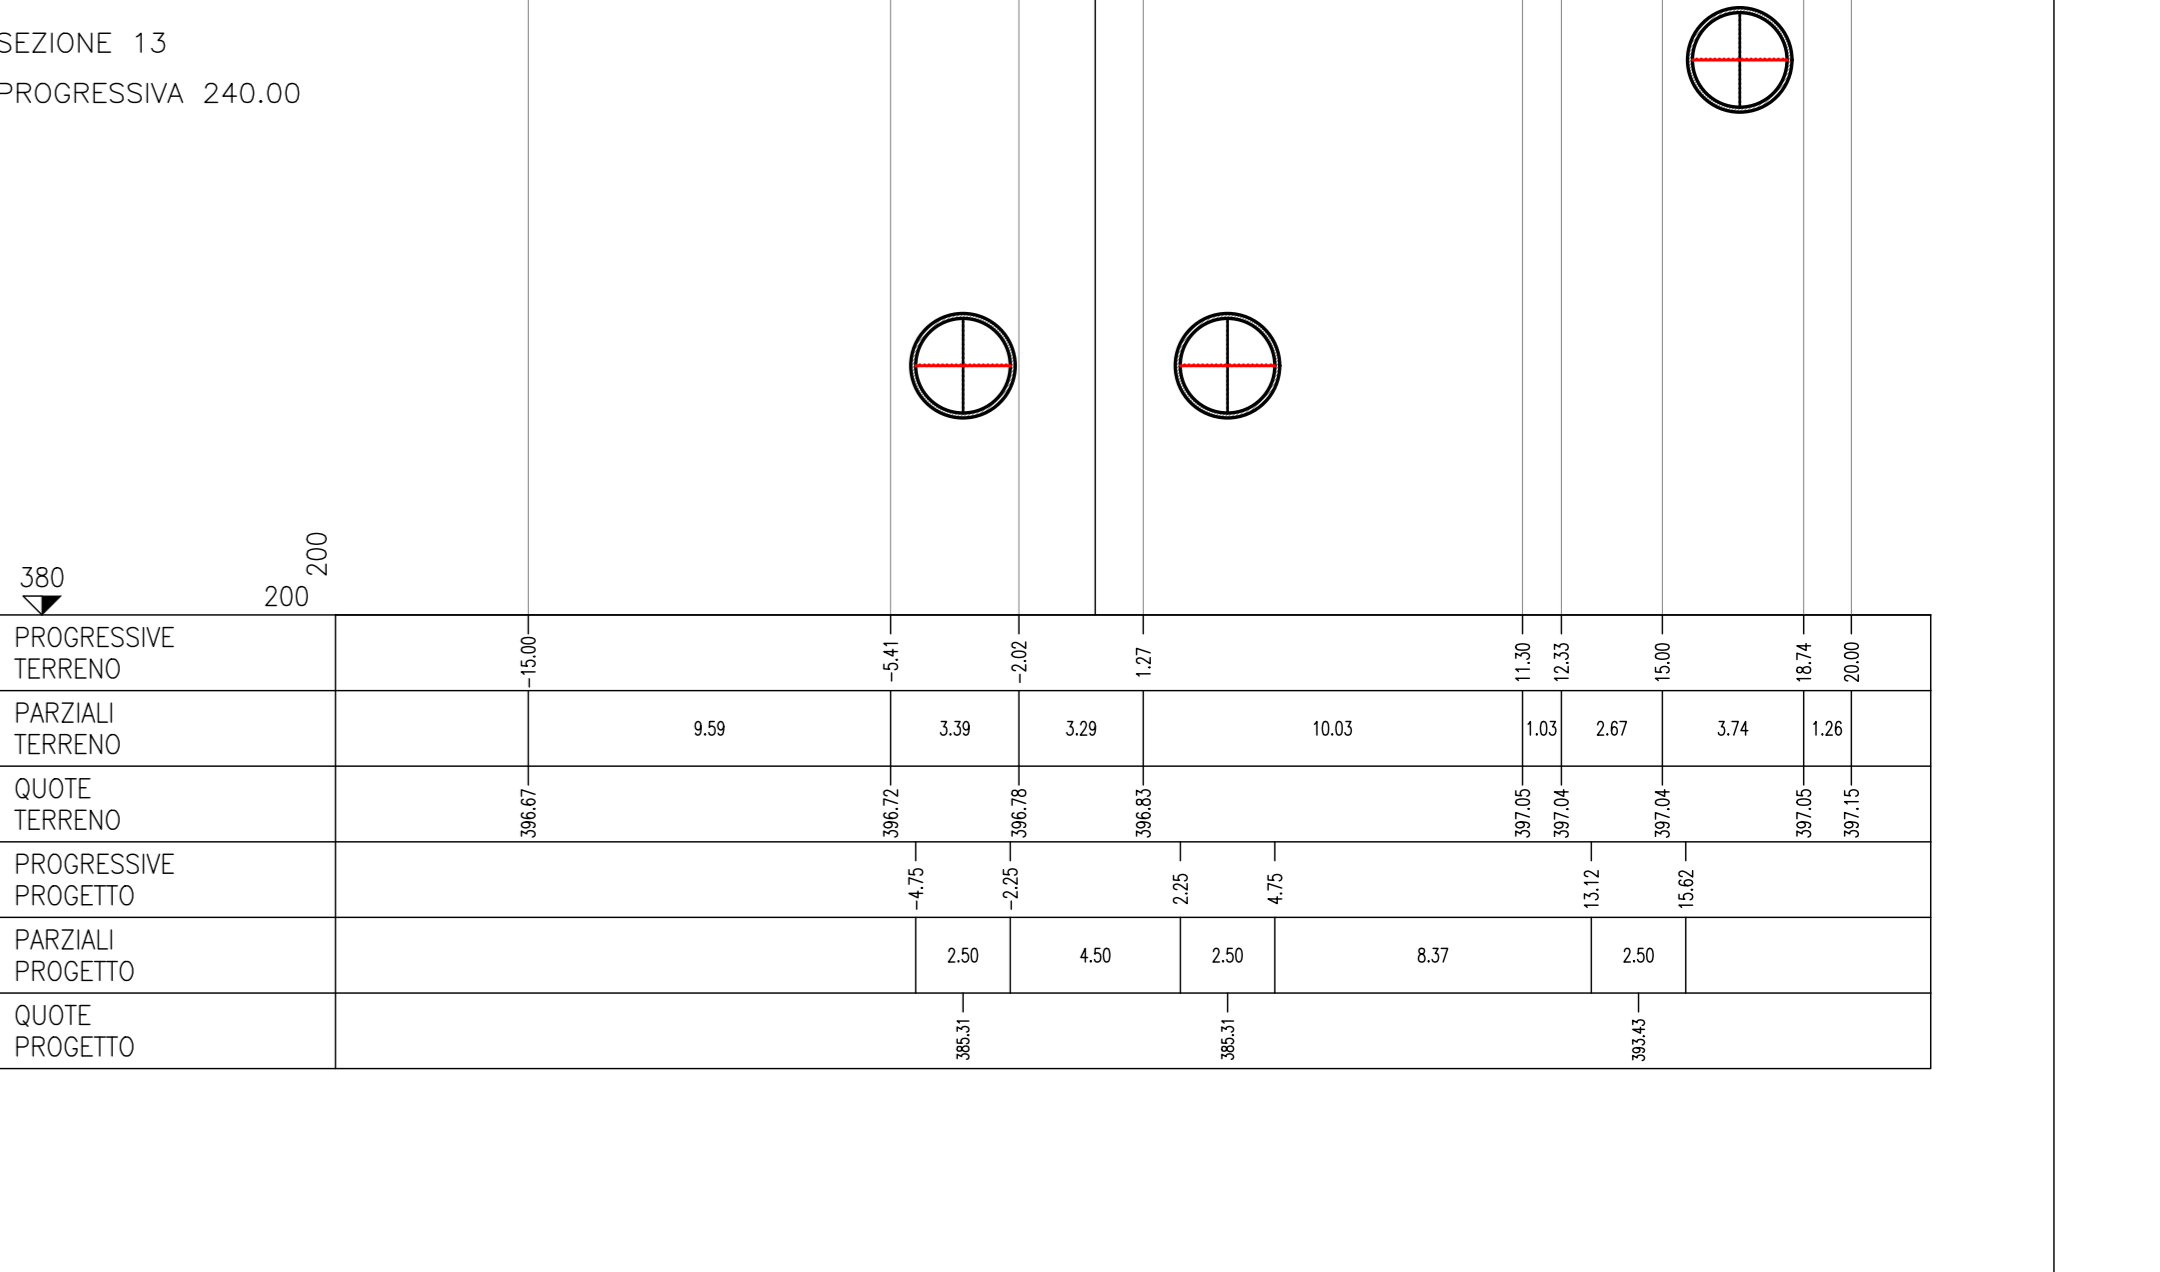 SEZIONE 13
PROGRESSIVA 240.00
200
380
200
PROGRESSIVE
TERRENO
-15.00 -5.41 -2.02 1.27 11.30 12.33 15.00 18.74 20.00
PARZIALI
TERRENO
9.59 3.39 3.29 10.03 1.03 2.67 3.74 1.26
QUOTE
TERRENO
396.67 396.72 396.78 396.83 397.05 397.04 397.04 397.05 397.15
PROGRESSIVE
PROGETTO
-4.75 -2.25 2.25 4.75 13.12 15.62
PARZIALI
PROGETTO
2.50 4.50 2.50 8.37 2.50
QUOTE
PROGETTO
385.31 385.31 393.43